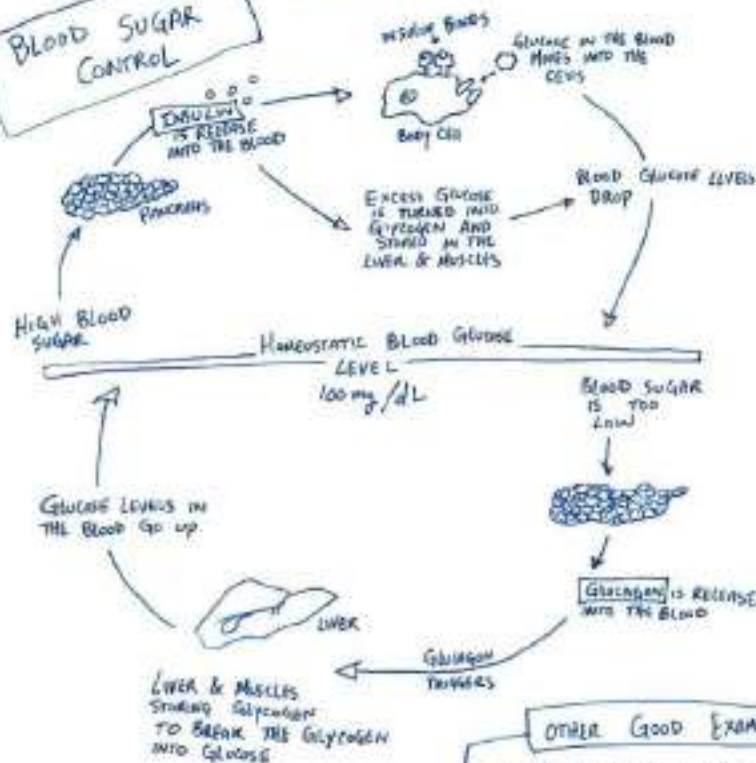 BLOOD SUGAR
CONTROL
INSULIN
IS RELEASE
INTO THE BLOOD
INSULIN BINDS
BODY CELL
GLUCOSE IN THE BLOOD
MOVES INTO THE
CELLS
PANCREAS
EXCESS GLUCOSE
IS TURNED INTO
GLYCOGEN AND
STORED IN THE
LIVER & MUSCLES
BLOOD GLUCOSE LEVELS
DROP
HIGH BLOOD
SUGAR
HOMEOSTATIC BLOOD GLUCOSE
LEVEL
100 mg/dL
BLOOD SUGAR
IS TOO
LOW
GLUCOSE LEVELS IN
THE BLOOD GO UP
GLUCAGON IS RELEASE
INTO THE BLOOD
LIVER
GLUCAGON
TRIGGERS
LIVER & MUSCLES
STORING GLYCOGEN
TO BREAK THE GLYCOGEN
INTO GLUCOSE
OTHER GOOD EXAM